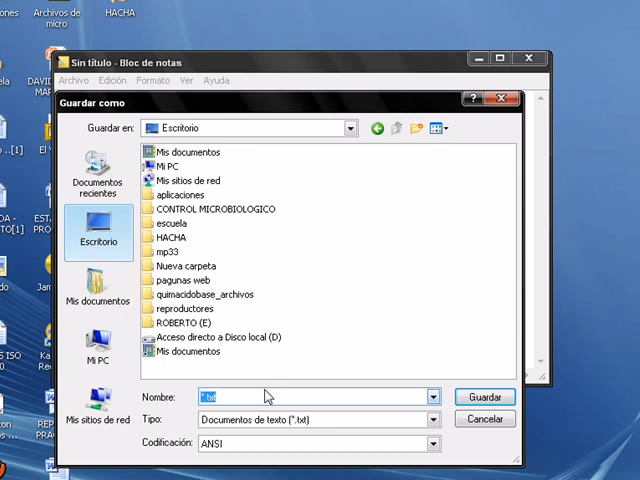 Archivos de
micro
HACHA
Sin título - Bloc de notas
Archivo Edición Formato Ver Ayuda
Guardar como
Guardar en:
Escritorio
Documentos
recientes
Escritorio
Mis documentos
Mi PC
Mis sitios de red
Mis documentos
Mi PC
Mis sitios de red
aplicaciones
CONTROL MICROBIOLOGICO
escuela
HACHA
mp33
Nueva carpeta
pagunas web
quimacidobase_archivos
reproductores
ROBERTO (E)
Acceso directo a Disco local (D)
Mis documentos
Nombre:
*.txt
Guardar
Tipo:
Documentos de texto (*.txt)
Cancelar
Codificación:
ANSI